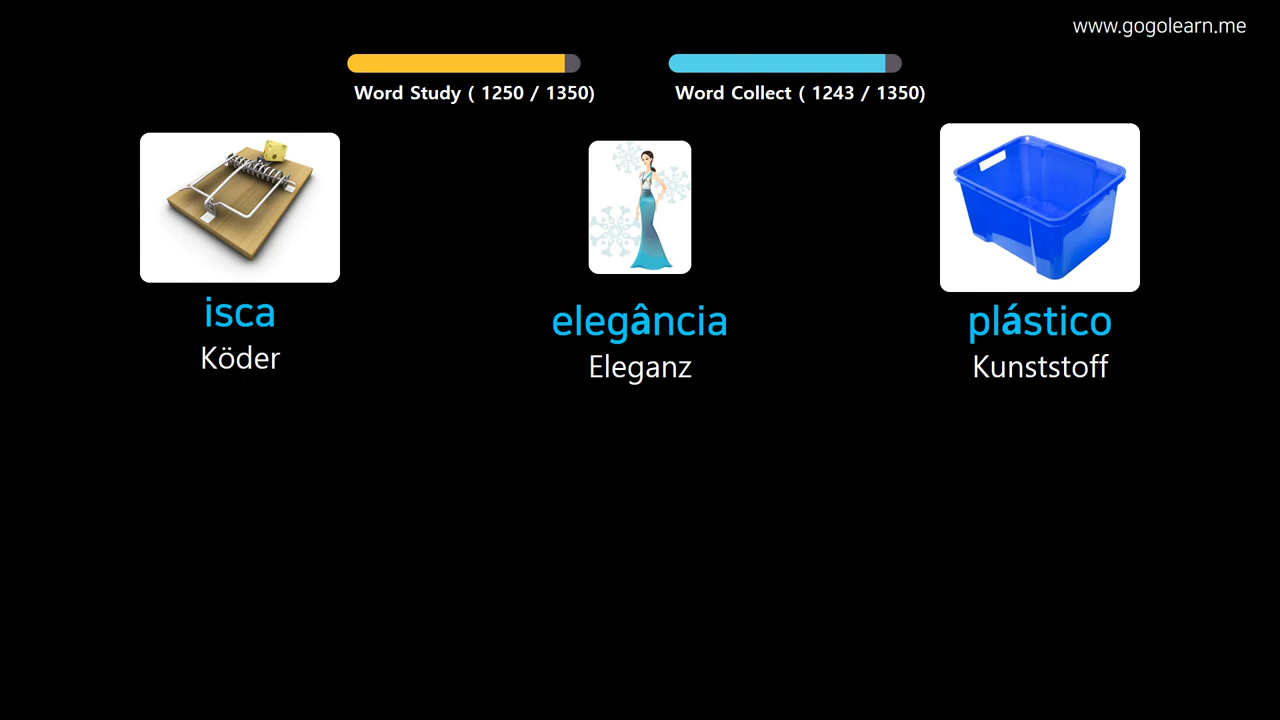 www.gogolearn.me
Word Study ( 1250 / 1350)
Word Collect ( 1243 / 1350)
isca
Köder
elegância
Eleganz
plástico
Kunststoff